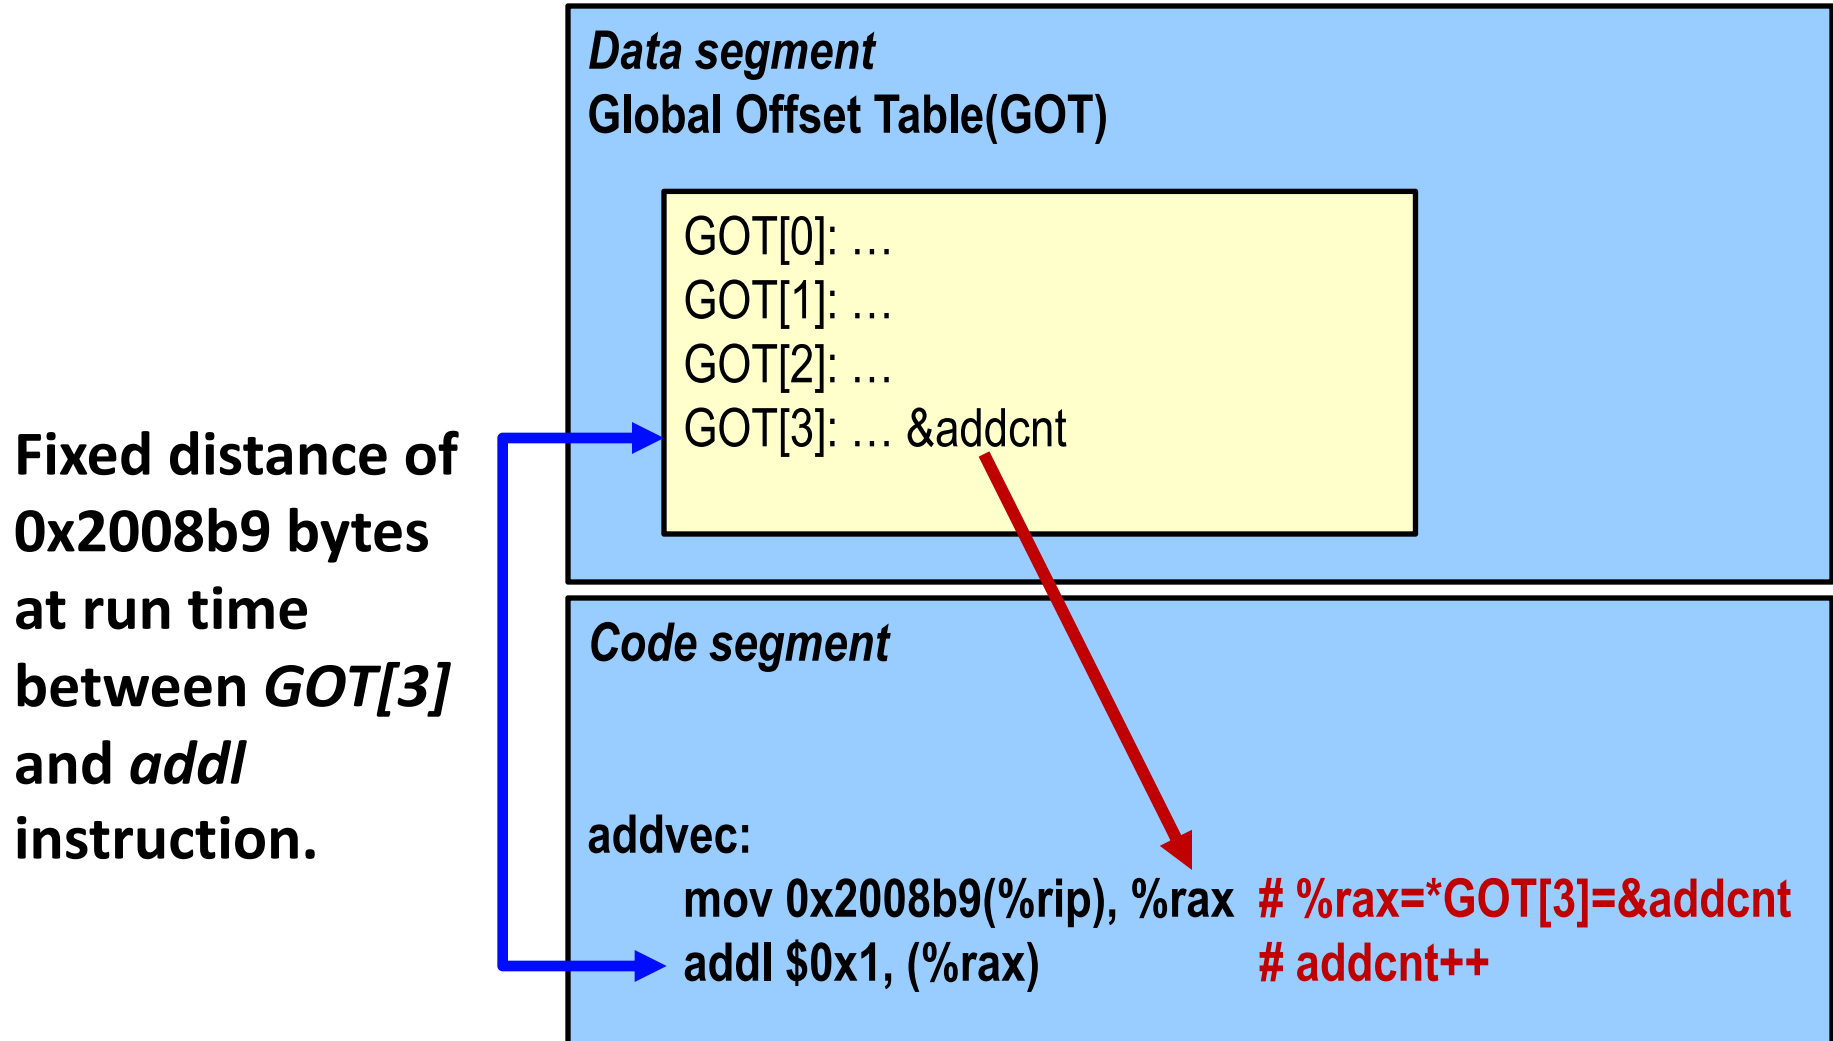 Data segment
Global Offset Table(GOT)
GOT[0]: …
GOT[1]: …
GOT[2]: …
GOT[3]: … &addcnt
Fixed distance of
0x2008b9 bytes
at run time
between GOT[3]
and addl
instruction.
Code segment
addvec:
mov 0x2008b9(%rip), %rax # %rax=*GOT[3]=&addcnt
addl $0x1, (%rax) # addcnt++